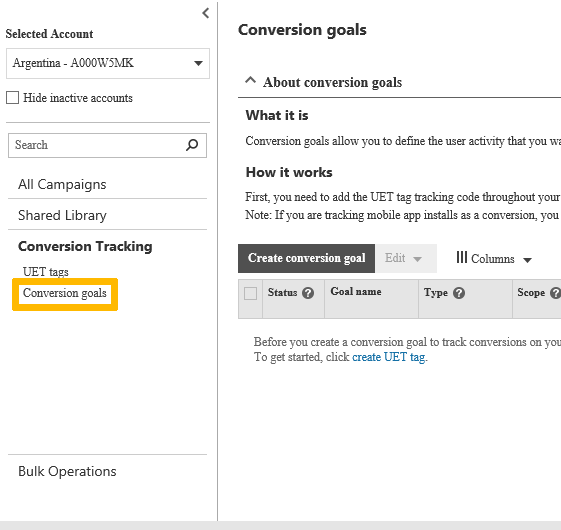 Selected Account
Argentina - A000W5MK
Hide inactive accounts
Search
All Campaigns
Shared Library
Conversion Tracking
UET tags
Conversion goals
Bulk Operations
Conversion goals
About conversion goals
What it is
Conversion goals allow you to define the user activity that you
How it works
First, you need to add the UET tag tracking code throughout your
Note: If you are tracking mobile app installs as a conversion, you
Create conversion goal Edit Columns
Status Goal name Type Scope
Before you create a conversion goal to track conversions on
To get started, click create UET tag.